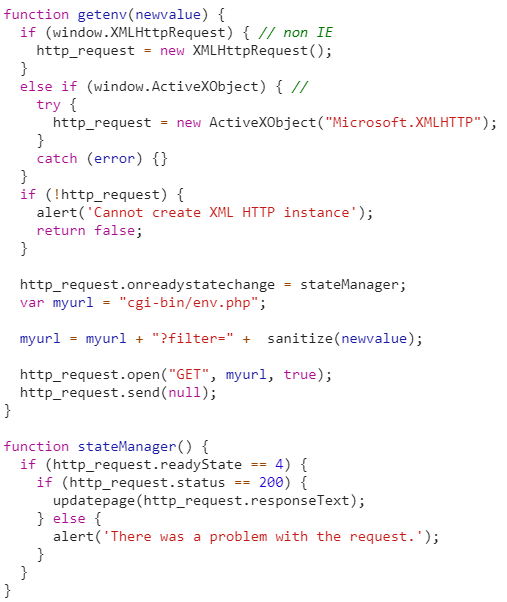 function getenv(newvalue) {
  if (window.XMLHttpRequest) { // non IE
    http_request = new XMLHttpRequest();
  }
  else if (window.ActiveXObject) { //
    try {
      http_request = new ActiveXObject("Microsoft.XMLHTTP");
    }
    catch (error) {}
  }
  if (!http_request) {
    alert('Cannot create XML HTTP instance');
    return false;
  }

  http_request.onreadystatechange = stateManager;
  var myurl = "cgi-bin/env.php";

  myurl = myurl + "?filter=" +  sanitize(newvalue);

  http_request.open("GET", myurl, true);
  http_request.send(null);
}

function stateManager() {
  if (http_request.readyState == 4) {
    if (http_request.status == 200) {
      updatepage(http_request.responseText);
    } else {
      alert('There was a problem with the request.');
    }
  }
}